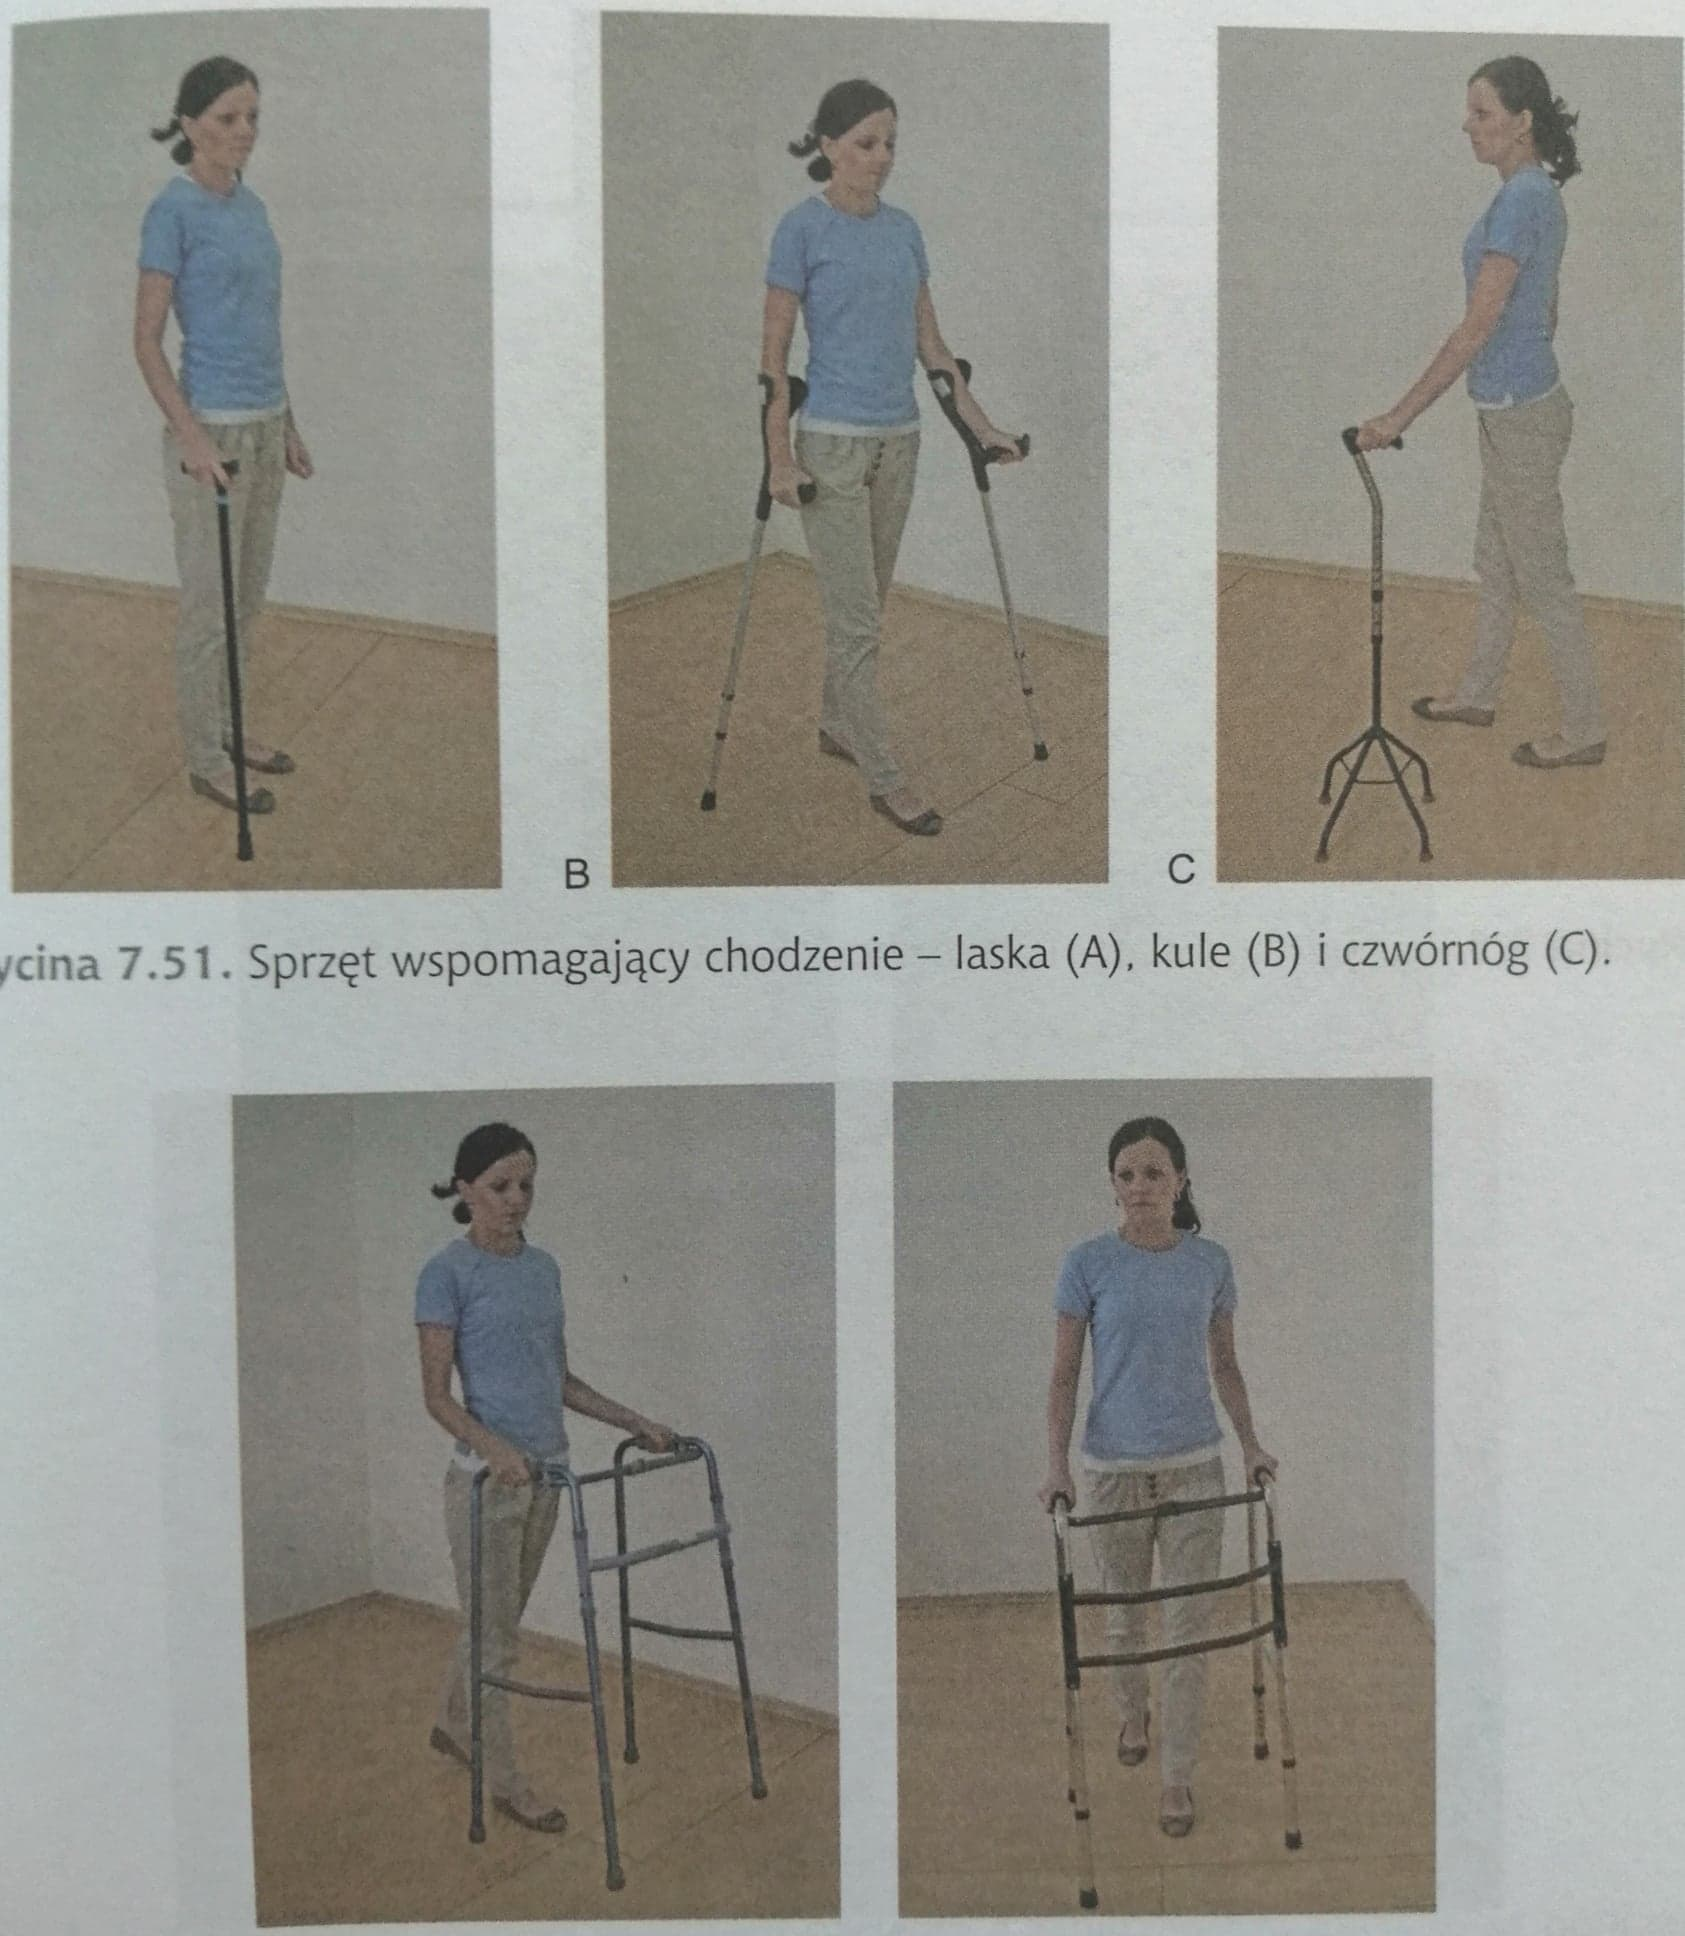 B
C
ycina 7.51. Sprzęt wspomagający chodzenie – laska (A), kule (B) i czwórnóg (C).